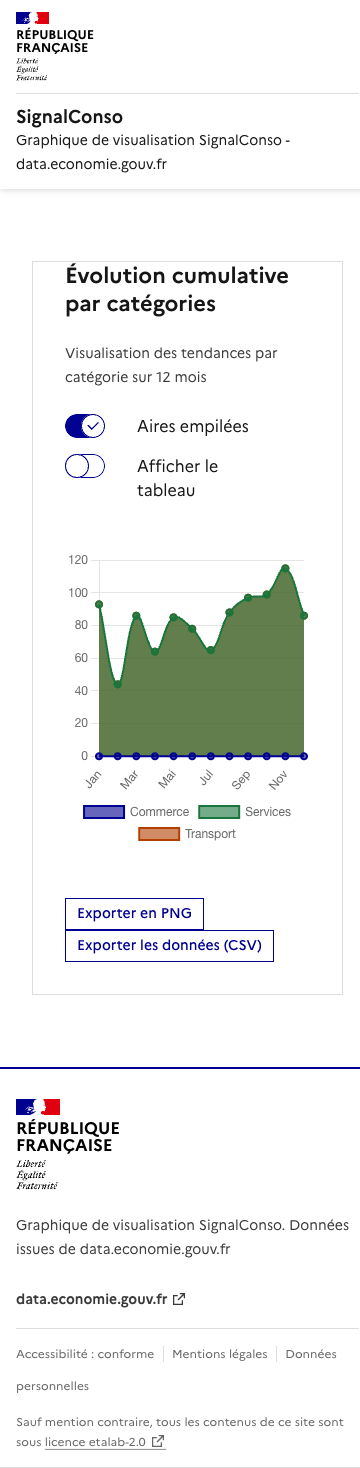 RÉPUBLIQUE
FRANÇAISE
Liberté
Égalité
Fraternité
SignalConso
Graphique de visualisation SignalConso -
data.economie.gouv.fr
Évolution cumulative
par catégories
Visualisation des tendances par
catégorie sur 12 mois
Aires empilées
Afficher le
tableau
120
100
80
60
40
20
0
Jan
Mar
Mai
Jul
Sep
Nov
Commerce
Services
Transport
Exporter en PNG
Exporter les données (CSV)
RÉPUBLIQUE
FRANÇAISE
Liberté
Égalité
Fraternité
Graphique de visualisation SignalConso. Données
issues de data.economie.gouv.fr
data.economie.gouv.fr
Accessibilité : conforme Mentions légales Données
personnelles
Sauf mention contraire, tous les contenus de ce site sont
sous licence etalab-2.0